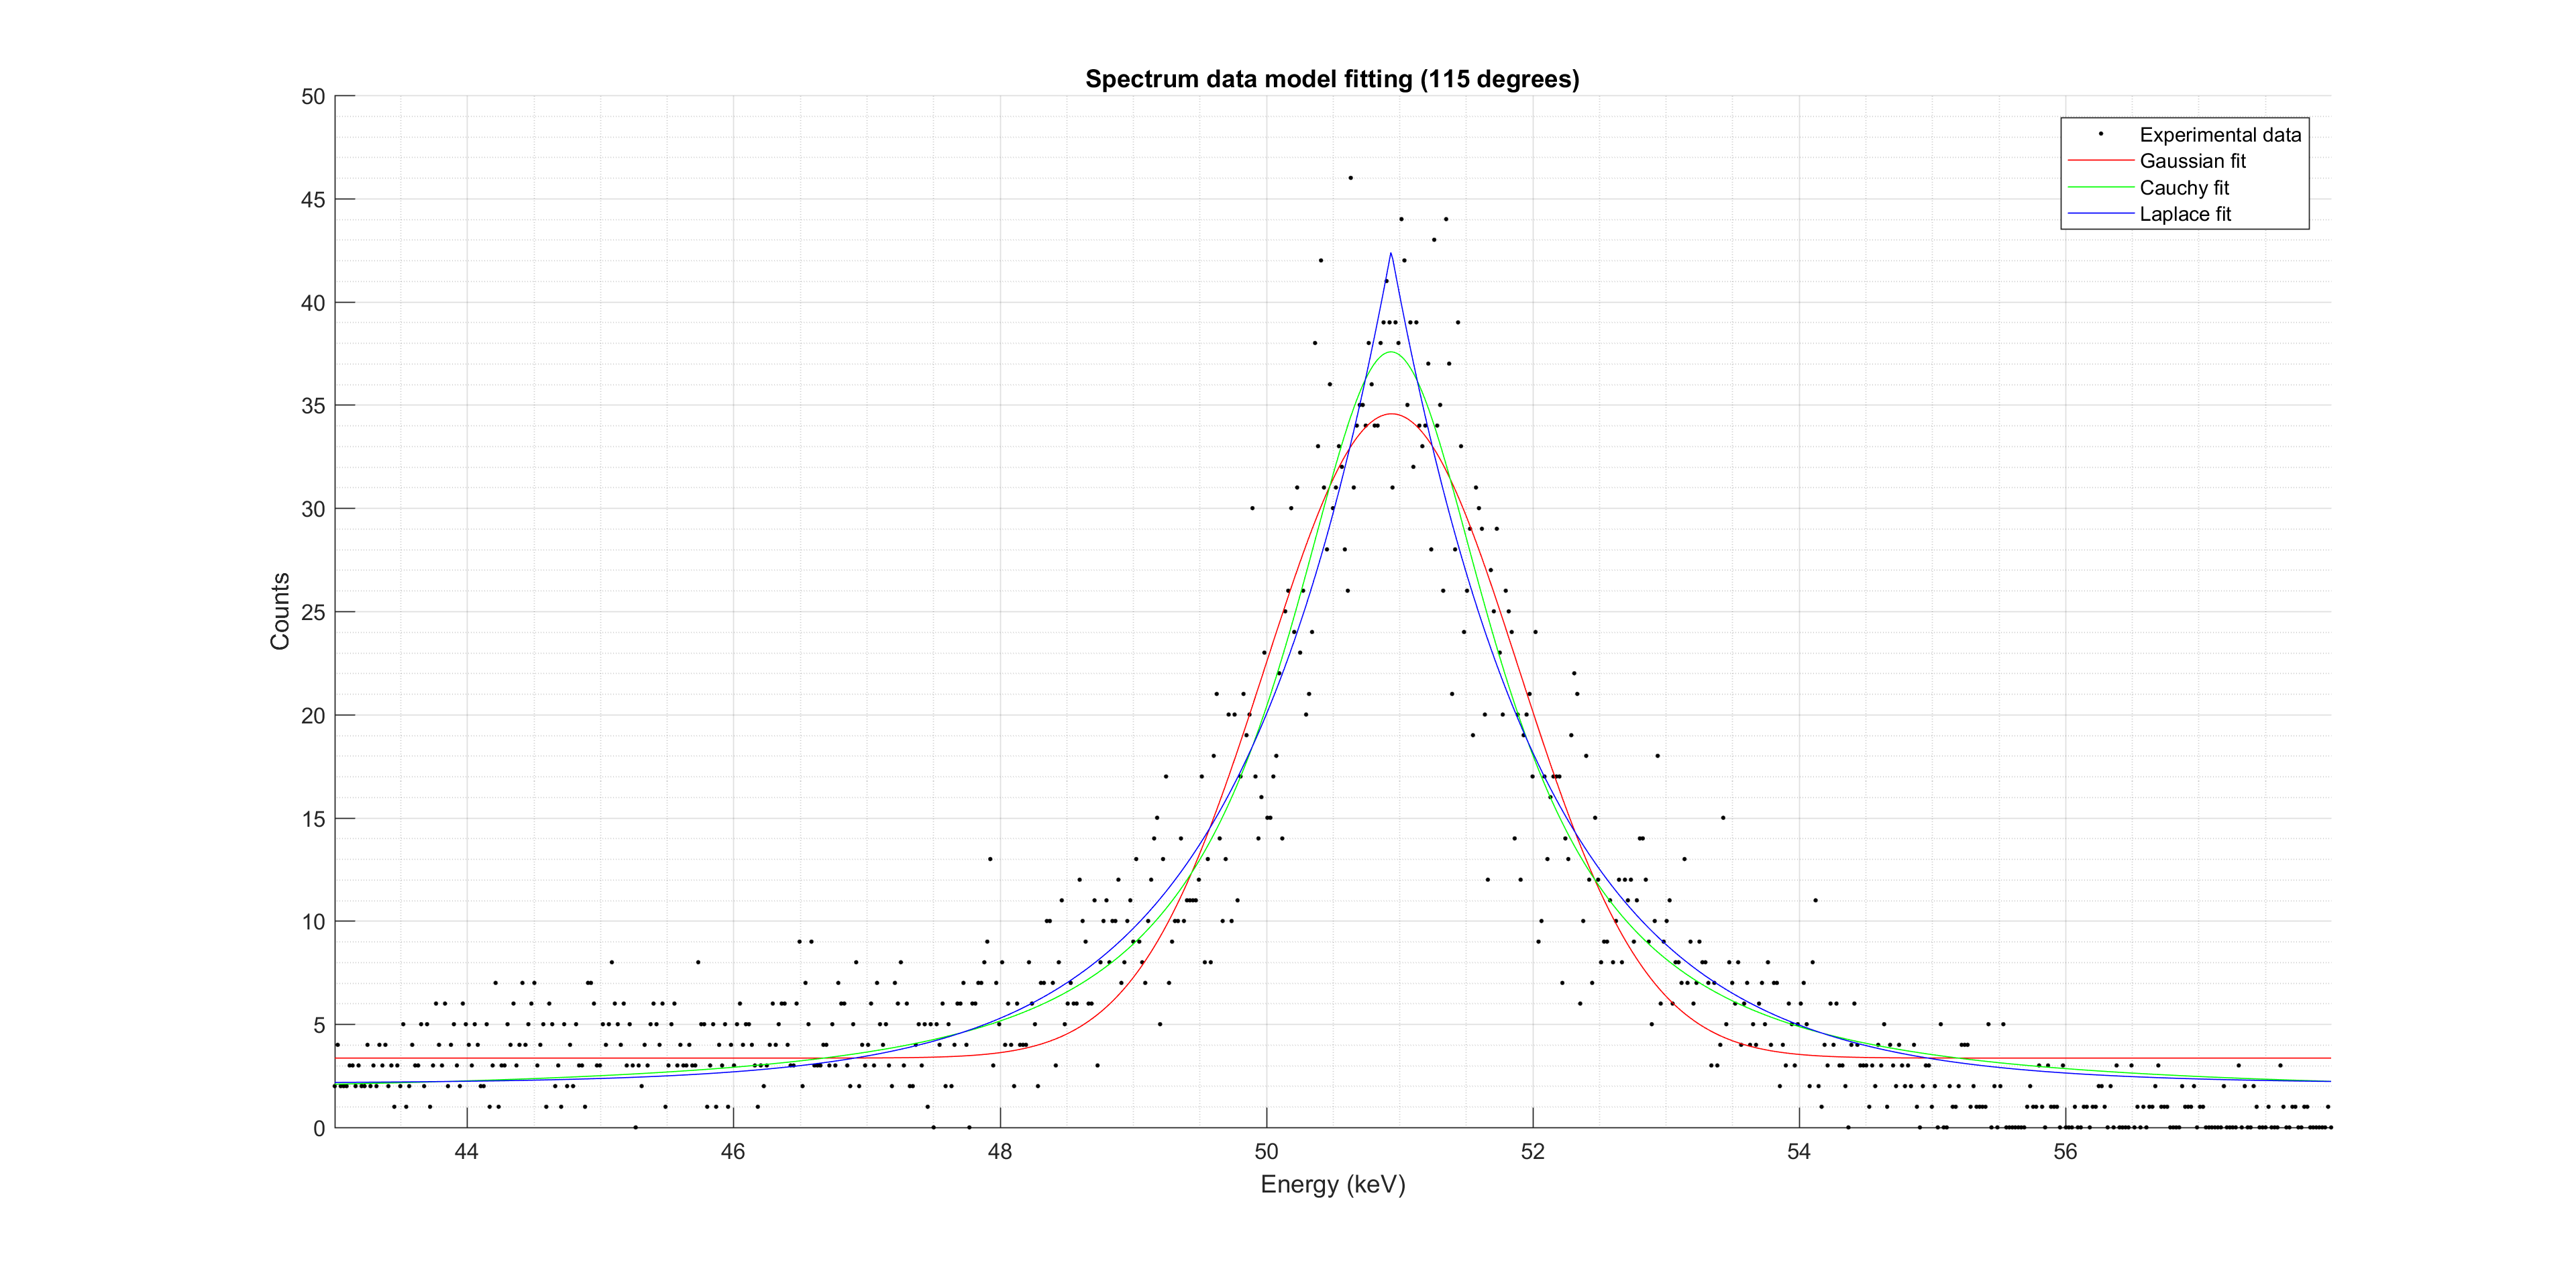 Spectrum data model fitting (115 degrees)
50
45
40
35
30
25
20
15
10
5
0
Counts
44 46 48 50 52 54 56
Energy (keV)
Experimental data
Gaussian fit
Cauchy fit
Laplace fit